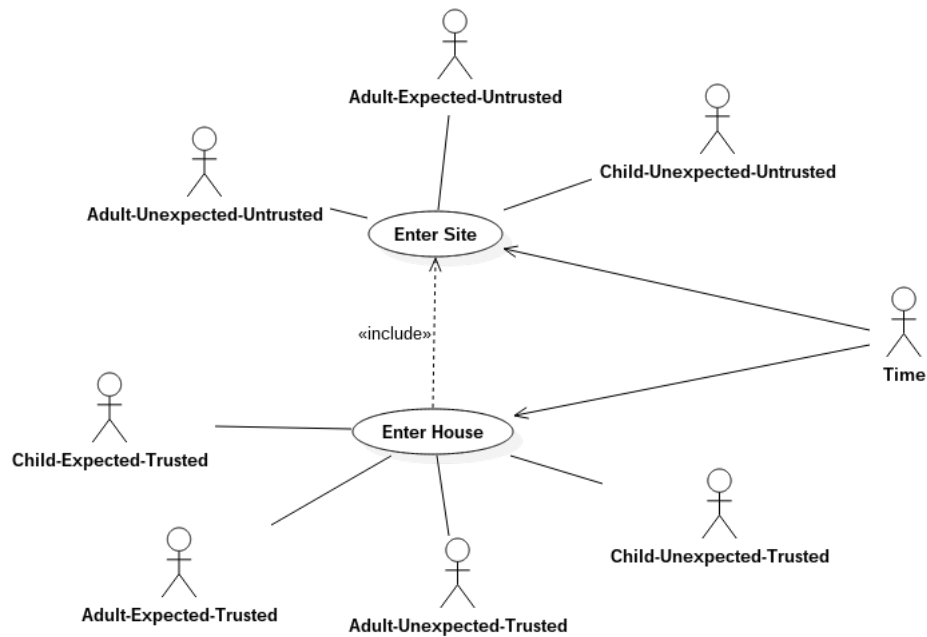 Adult-Expected-Untrusted
Child-Unexpected-Untrusted
Adult-Unexpected-Untrusted
Enter Site
«include»
Time
Enter House
Child-Expected-Trusted
Child-Unexpected-Trusted
Adult-Expected-Trusted
Adult-Unexpected-Trusted